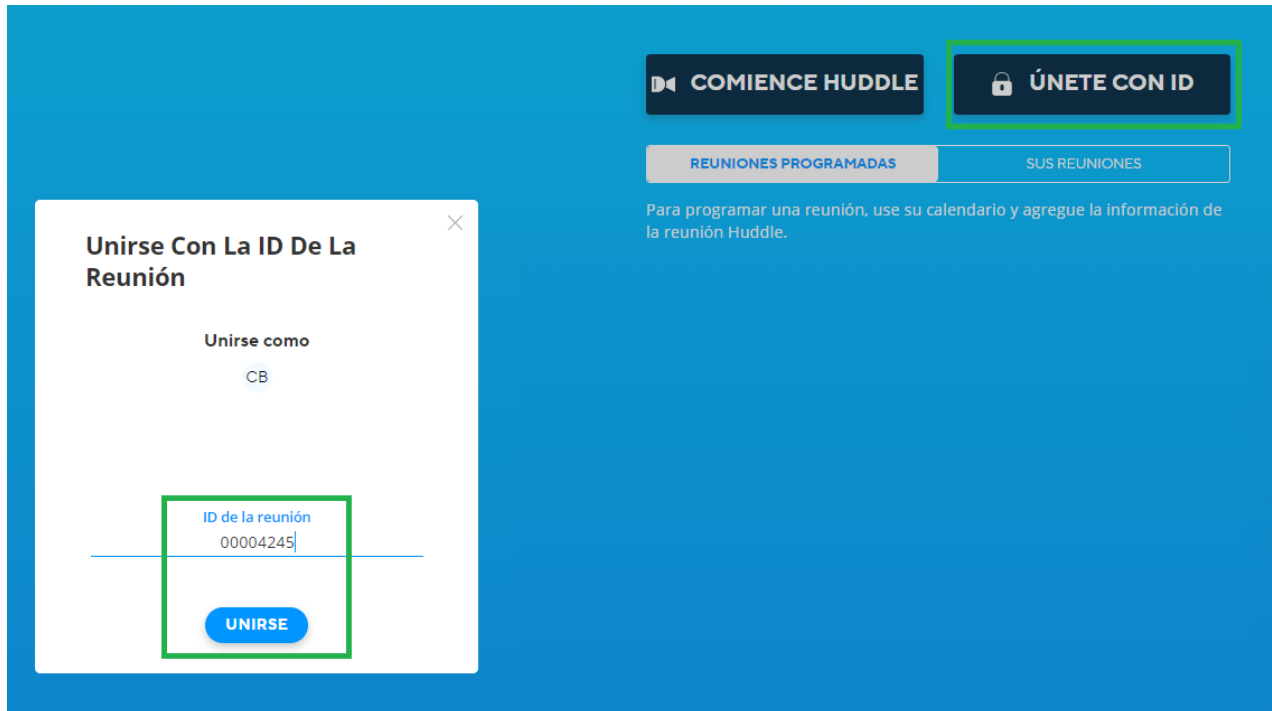 COMIENCE HUDDLE
ÚNETE CON ID
REUNIONES PROGRAMADAS
SUS REUNIONES
Para programar una reunión, use su calendario y agregue la información de
la reunión Huddle.
Unirse Con La ID De La
Reunión
Unirse como
CB
ID de la reunión
00004245
UNIRSE